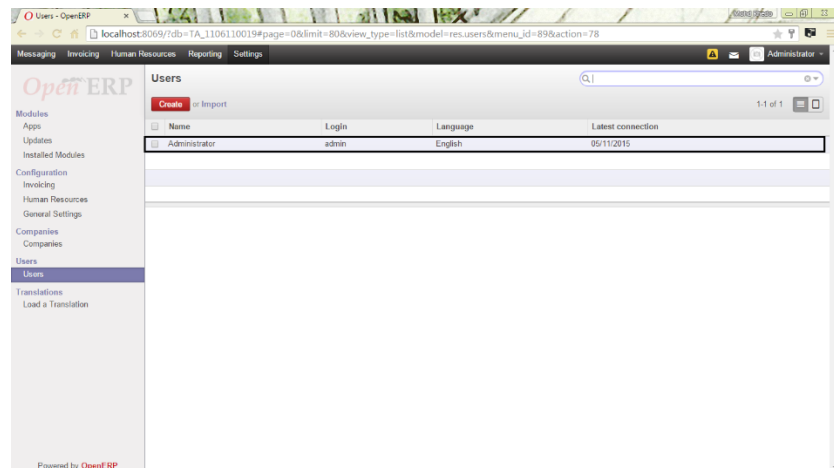 Users - OpenERP
localhost:8069/?db=TA_1106110019#page=0&limit=80&view_type=list&model=res.users&menu_id=89&action=78
Messaging Invoicing Human Resources Reporting Settings Administrator
Open ERP
Users
Create or Import 1-1 of 1
Modules
Apps
Updates
Installed Modules
Configuration
Invoicing
Human Resources
General Settings
Companies
Companies
Users
Users
Translations
Load a Translation
Name Login Language Latest connection
Administrator admin English 05/11/2015
Powered by OpenERP